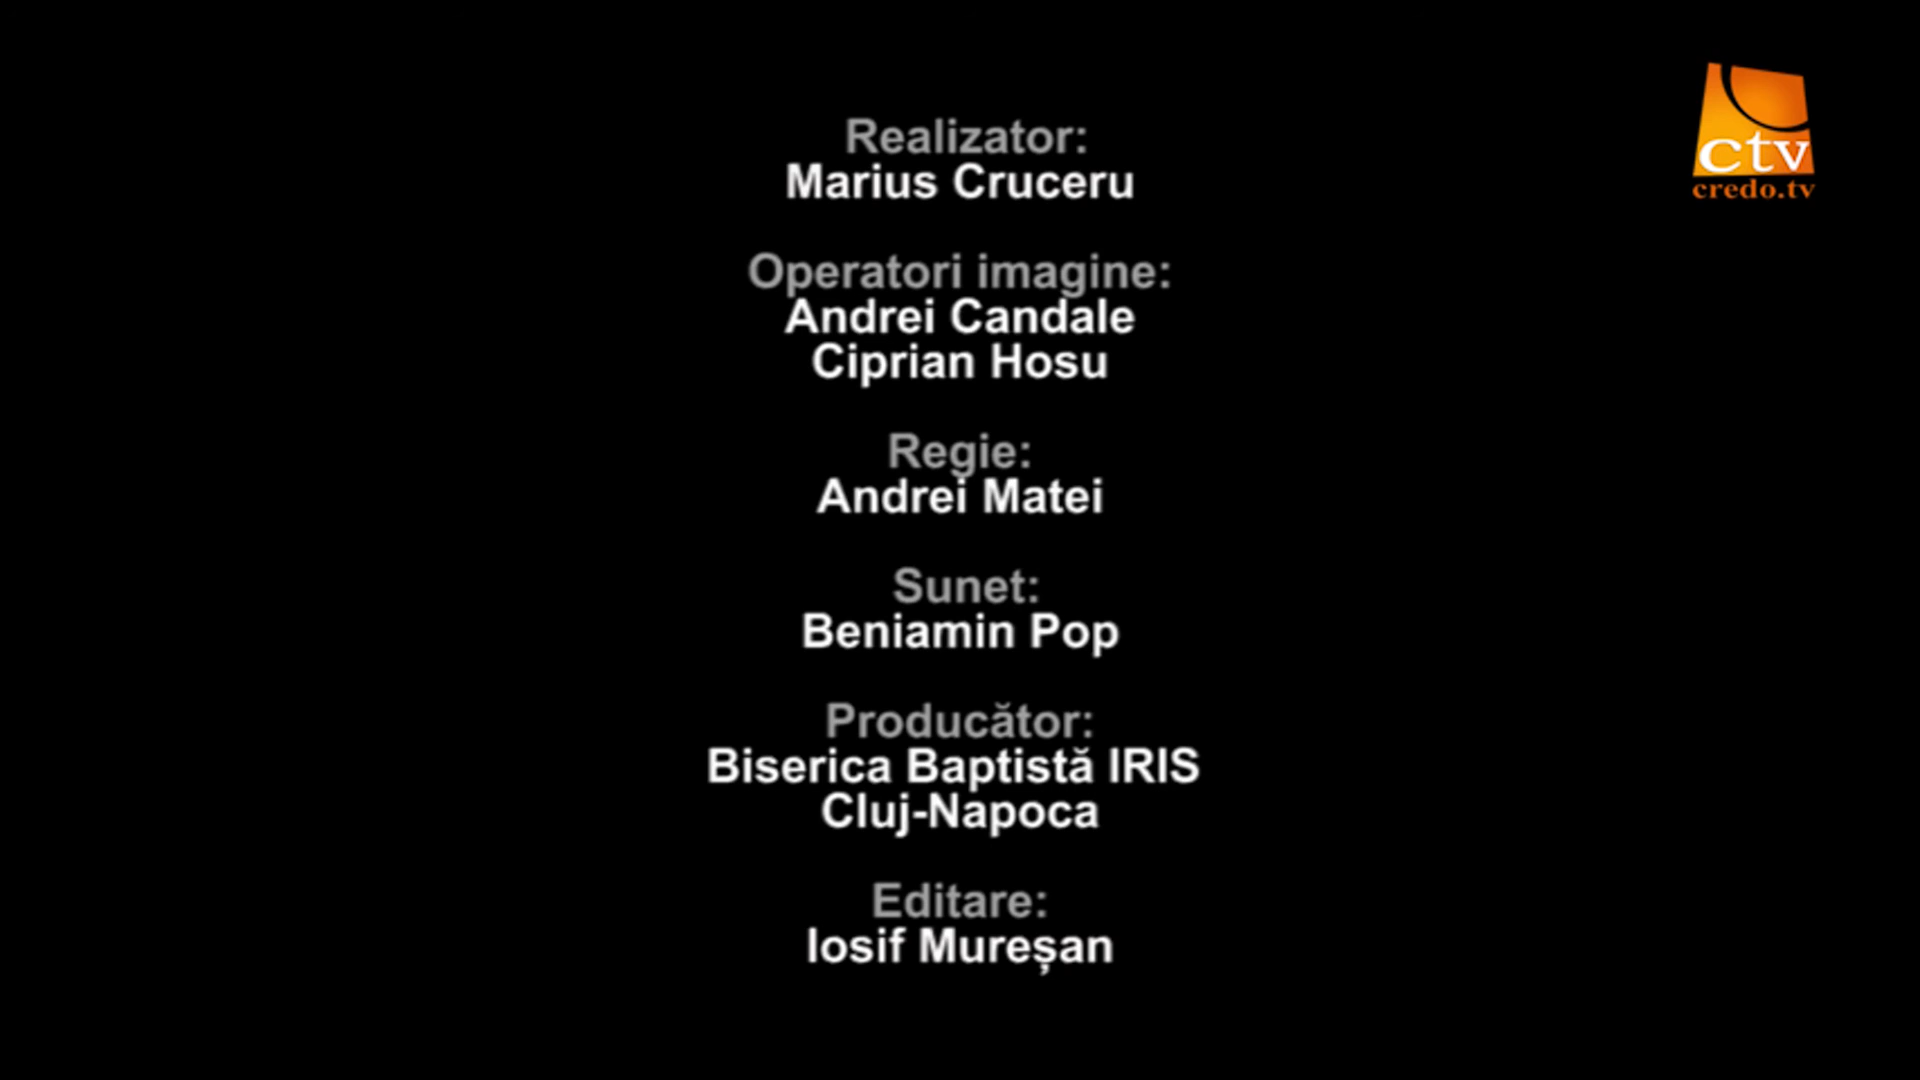 Realizator:
Marius Cruceru
Operatori imagine:
Andrei Candale
Ciprian Hosu
Regie:
Andrei Matei
Sunet:
Beniamin Pop
Producător:
Biserica Baptistă IRIS
Cluj-Napoca
Editare:
Iosif Mureșan
ctv
credo.tv